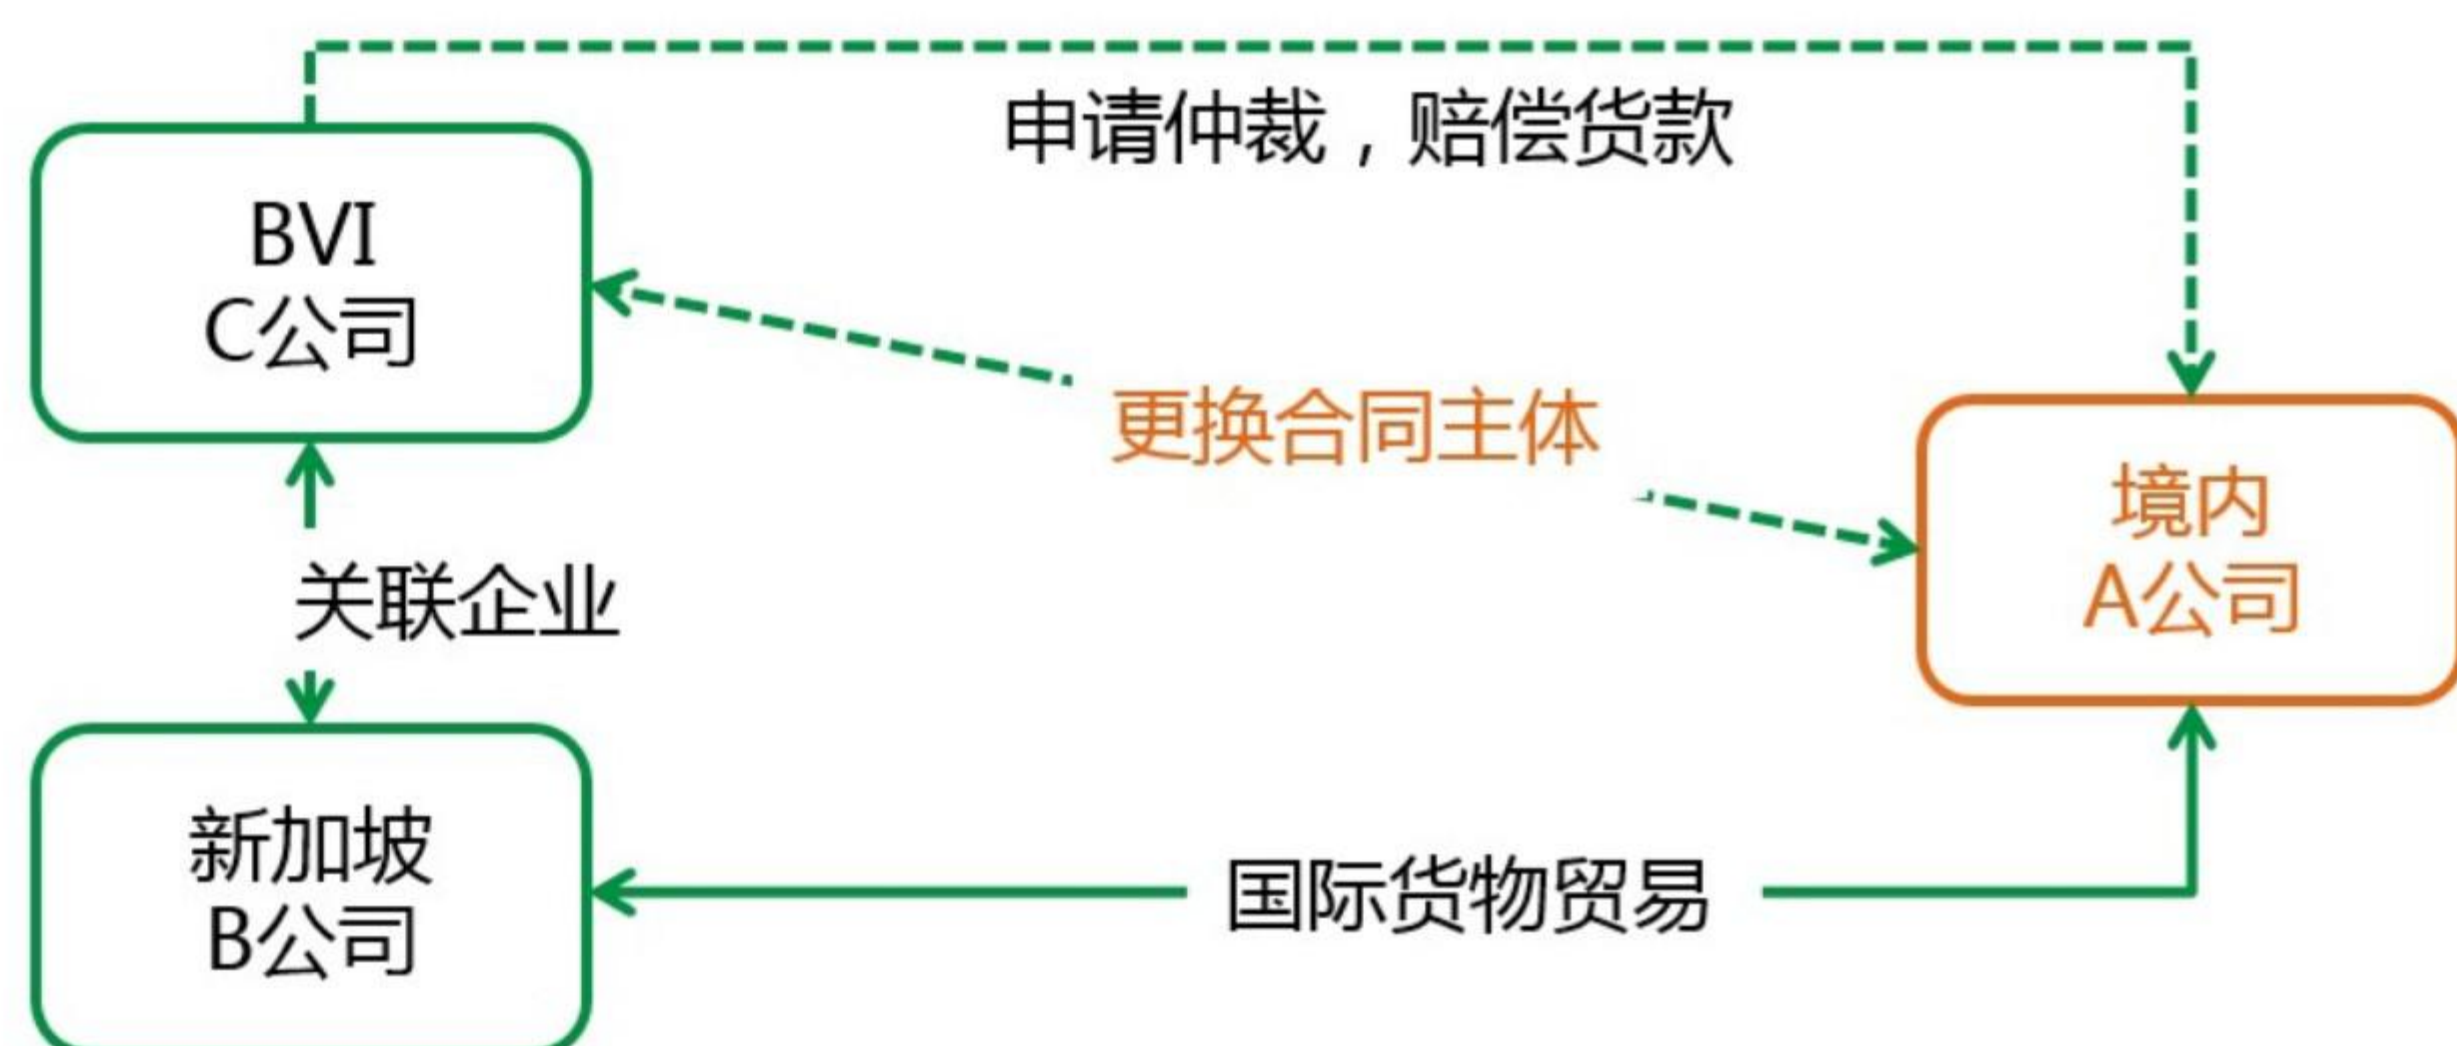 申请仲裁，赔偿货款
BVI
C公司
更换合同主体
境内
A公司
关联企业
新加坡
B公司
国际货物贸易